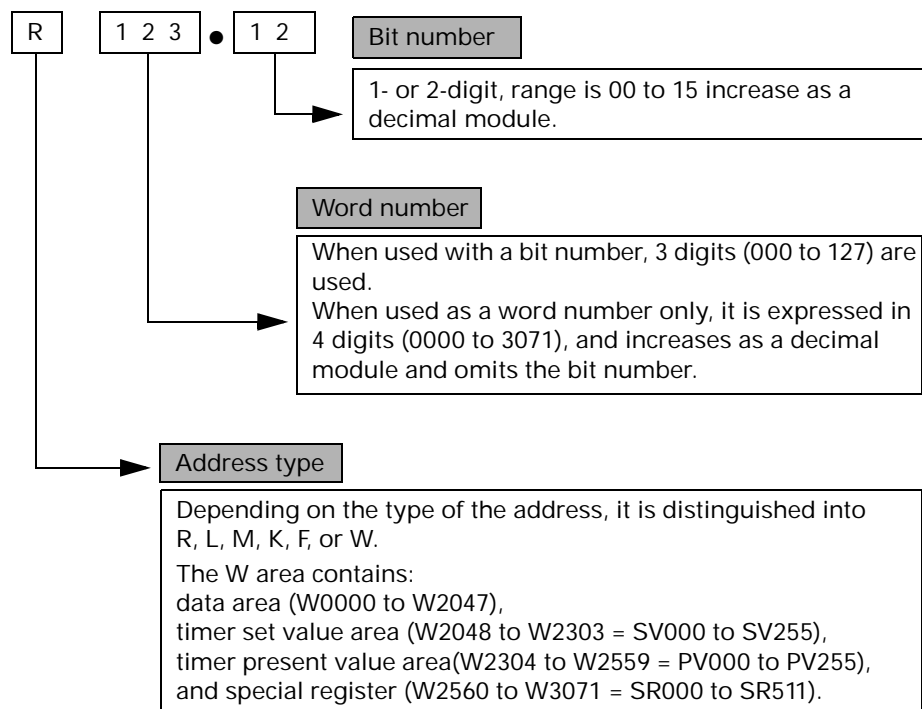 R 1 2 3 • 1 2 Bit number
1- or 2-digit, range is 00 to 15 increase as a
decimal module.
Word number
When used with a bit number, 3 digits (000 to 127) are
used.
When used as a word number only, it is expressed in
4 digits (0000 to 3071), and increases as a decimal
module and omits the bit number.
Address type
Depending on the type of the address, it is distinguished into
R, L, M, K, F, or W.
The W area contains:
data area (W0000 to W2047),
timer set value area (W2048 to W2303 = SV000 to SV255),
timer present value area(W2304 to W2559 = PV000 to PV255),
and special register (W2560 to W3071 = SR000 to SR511).